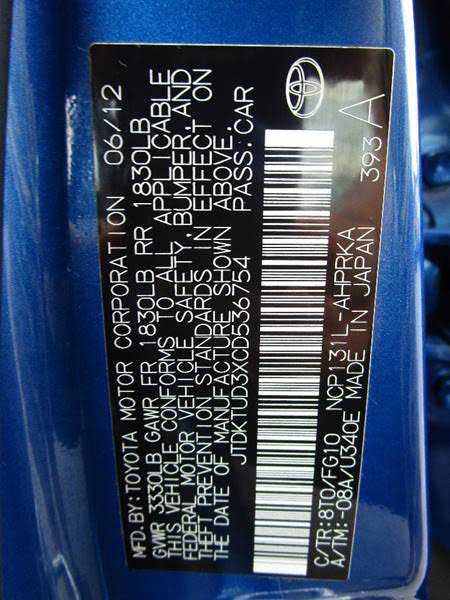 MFD.BY:TOYOTA MOTOR CORPORATION 06/12
GVWR 3330LB GAWR FR 1830LB RR 1830LB
THIS VEHICLE CONFORMS TO ALL APPLICABLE
FEDERAL MOTOR VEHICLE SAFETY, BUMPER, AND
THEFT PREVENTION STANDARDS IN EFFECT ON
THE DATE OF MANUFACTURE SHOWN ABOVE.
JTDKTUD3XCD536754 PASS.CAR
C/TR:8T0/FG10 NCP131L-AHPRKA 393 A
A/TM:-08A/U340E MADE IN JAPAN